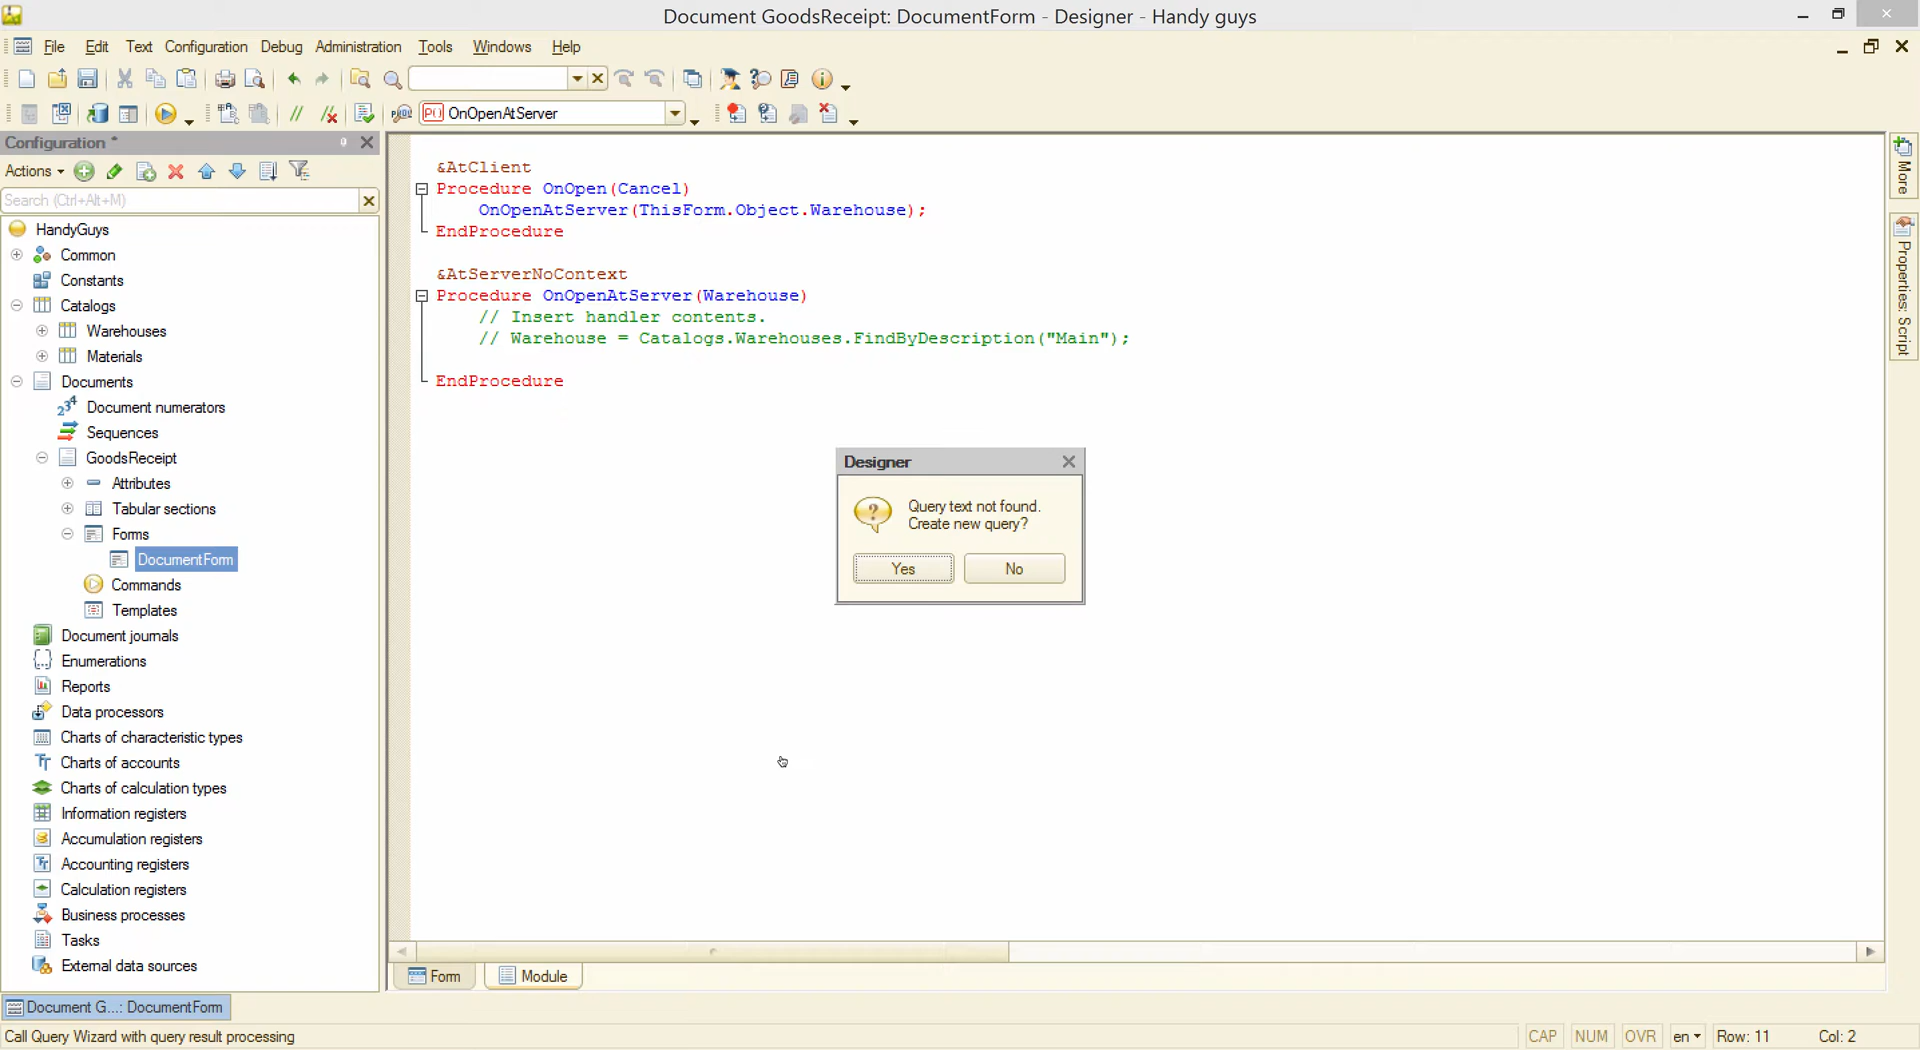 Document GoodsReceipt: DocumentForm - Designer - Handy guys
File Edit Text Configuration Debug Administration Tools Windows Help
OnOpenAtServer
Configuration *
Actions
Search (Ctrl+Alt+M)
HandyGuys
Common
Constants
Catalogs
Warehouses
Materials
Documents
Document numerators
Sequences
GoodsReceipt
Attributes
Tabular sections
Forms
DocumentForm
Commands
Templates
Document journals
Enumerations
Reports
Data processors
Charts of characteristic types
Charts of accounts
Charts of calculation types
Information registers
Accumulation registers
Accounting registers
Calculation registers
Business processes
Tasks
External data sources
&AtClient
Procedure OnOpen(Cancel)
OnOpenAtServer(ThisForm.Object.Warehouse);
EndProcedure
&AtServerNoContext
Procedure OnOpenAtServer(Warehouse)
// Insert handler contents.
// Warehouse = Catalogs.Warehouses.FindByDescription("Main");
EndProcedure
Designer
Query text not found.
Create new query?
Yes No
More
Properties: Script
Form Module
Document G...: DocumentForm
Call Query Wizard with query result processing
CAP NUM OVR en Row: 11 Col: 2